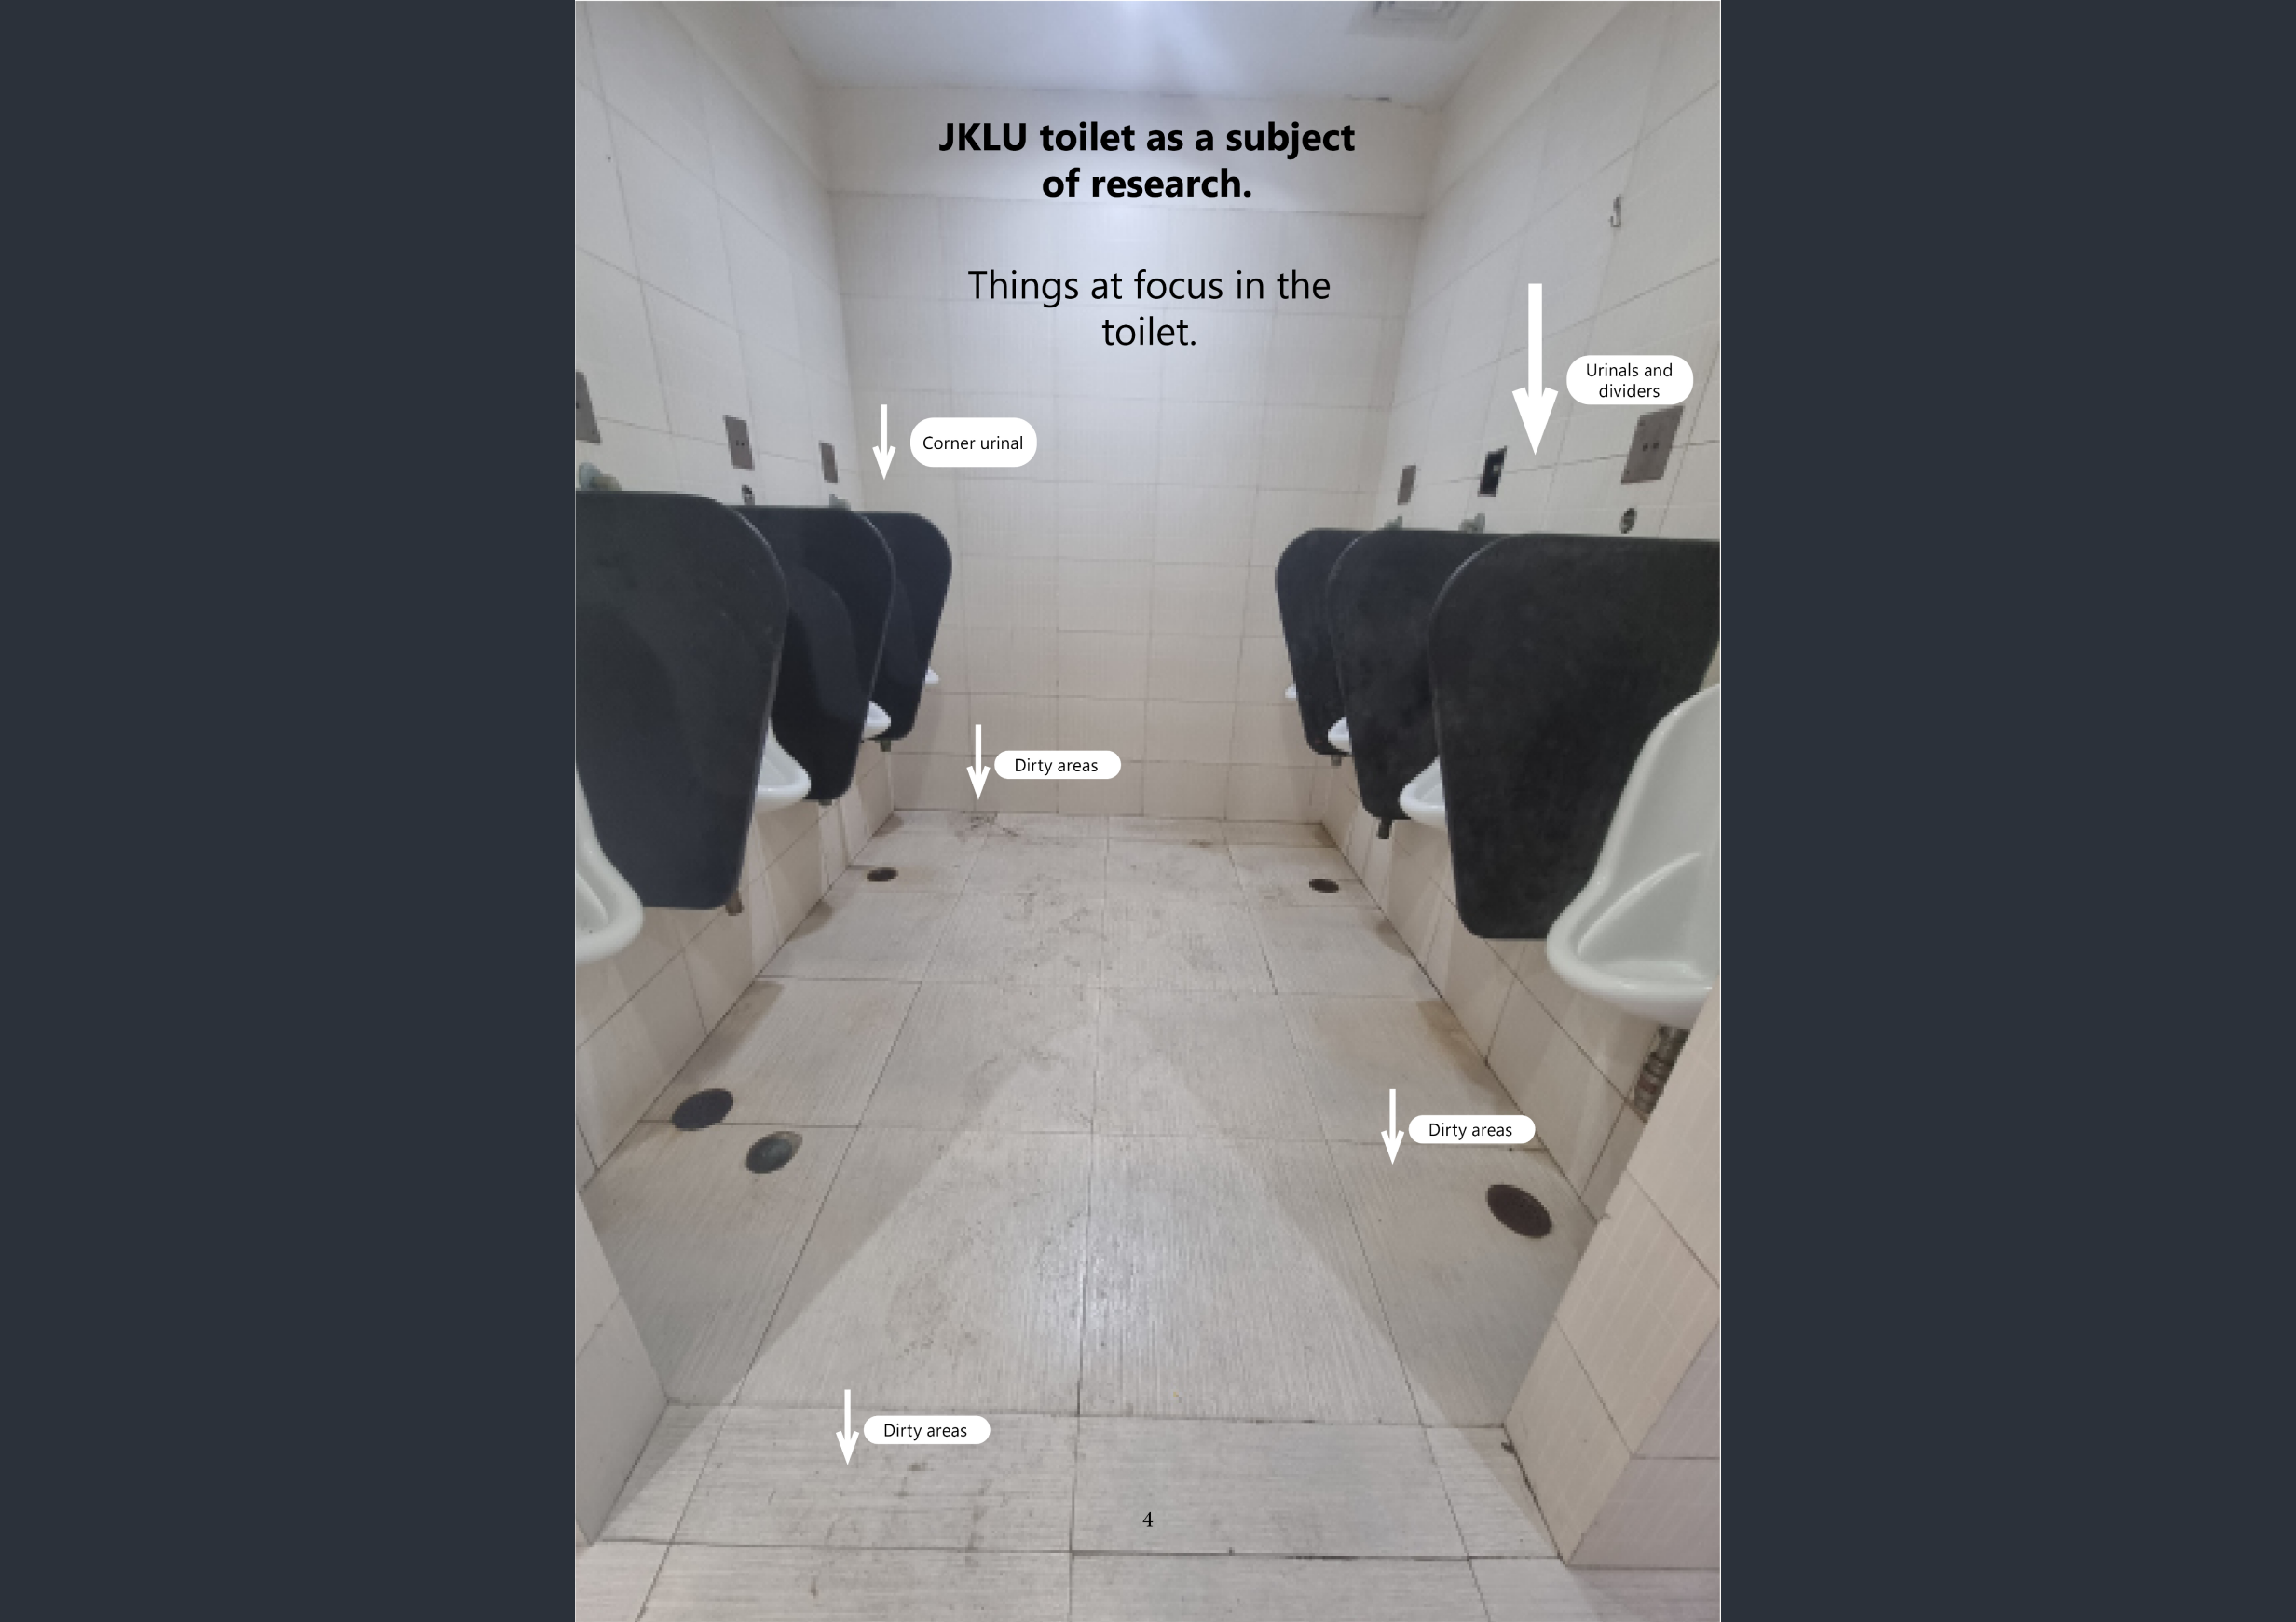 JKLU toilet as a subject
of research.
Things at focus in the
toilet.
Urinals and
dividers
Corner urinal
Dirty areas
Dirty areas
Dirty areas
4